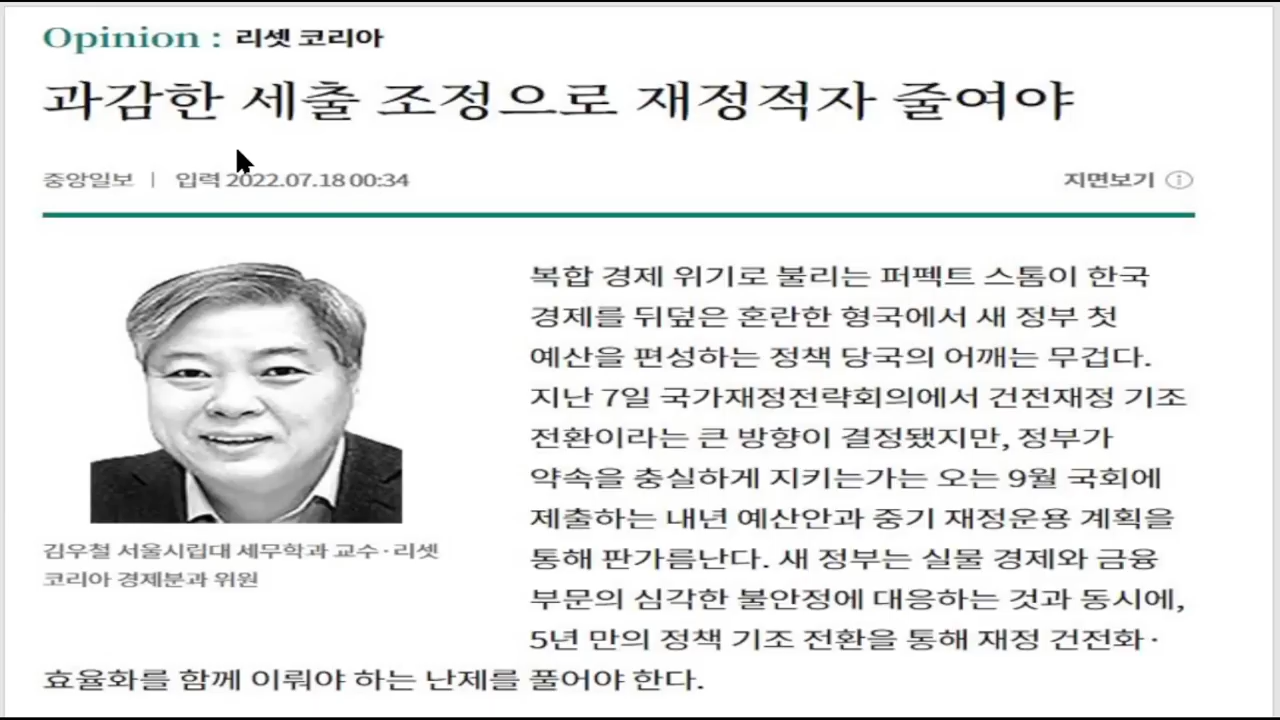 Opinion : 리셋 코리아
과감한 세출 조정으로 재정적자 줄여야
중앙일보 | 입력 2022.07.18 00:34 지면보기
복합 경제 위기로 불리는 퍼펙트 스톰이 한국
경제를 뒤덮은 혼란한 형국에서 새 정부 첫
예산을 편성하는 정책 당국의 어깨는 무겁다.
지난 7일 국가재정전략회의에서 건전재정 기조
전환이라는 큰 방향이 결정됐지만, 정부가
약속을 충실하게 지키는가는 오는 9월 국회에
제출하는 내년 예산안과 중기 재정운용 계획을
통해 판가름난다. 새 정부는 실물 경제와 금융
부문의 심각한 불안정에 대응하는 것과 동시에,
5년 만의 정책 기조 전환을 통해 재정 건전화·
효율화를 함께 이뤄야 하는 난제를 풀어야 한다.
김우철 서울시립대 세무학과 교수·리셋
코리아 경제분과 위원